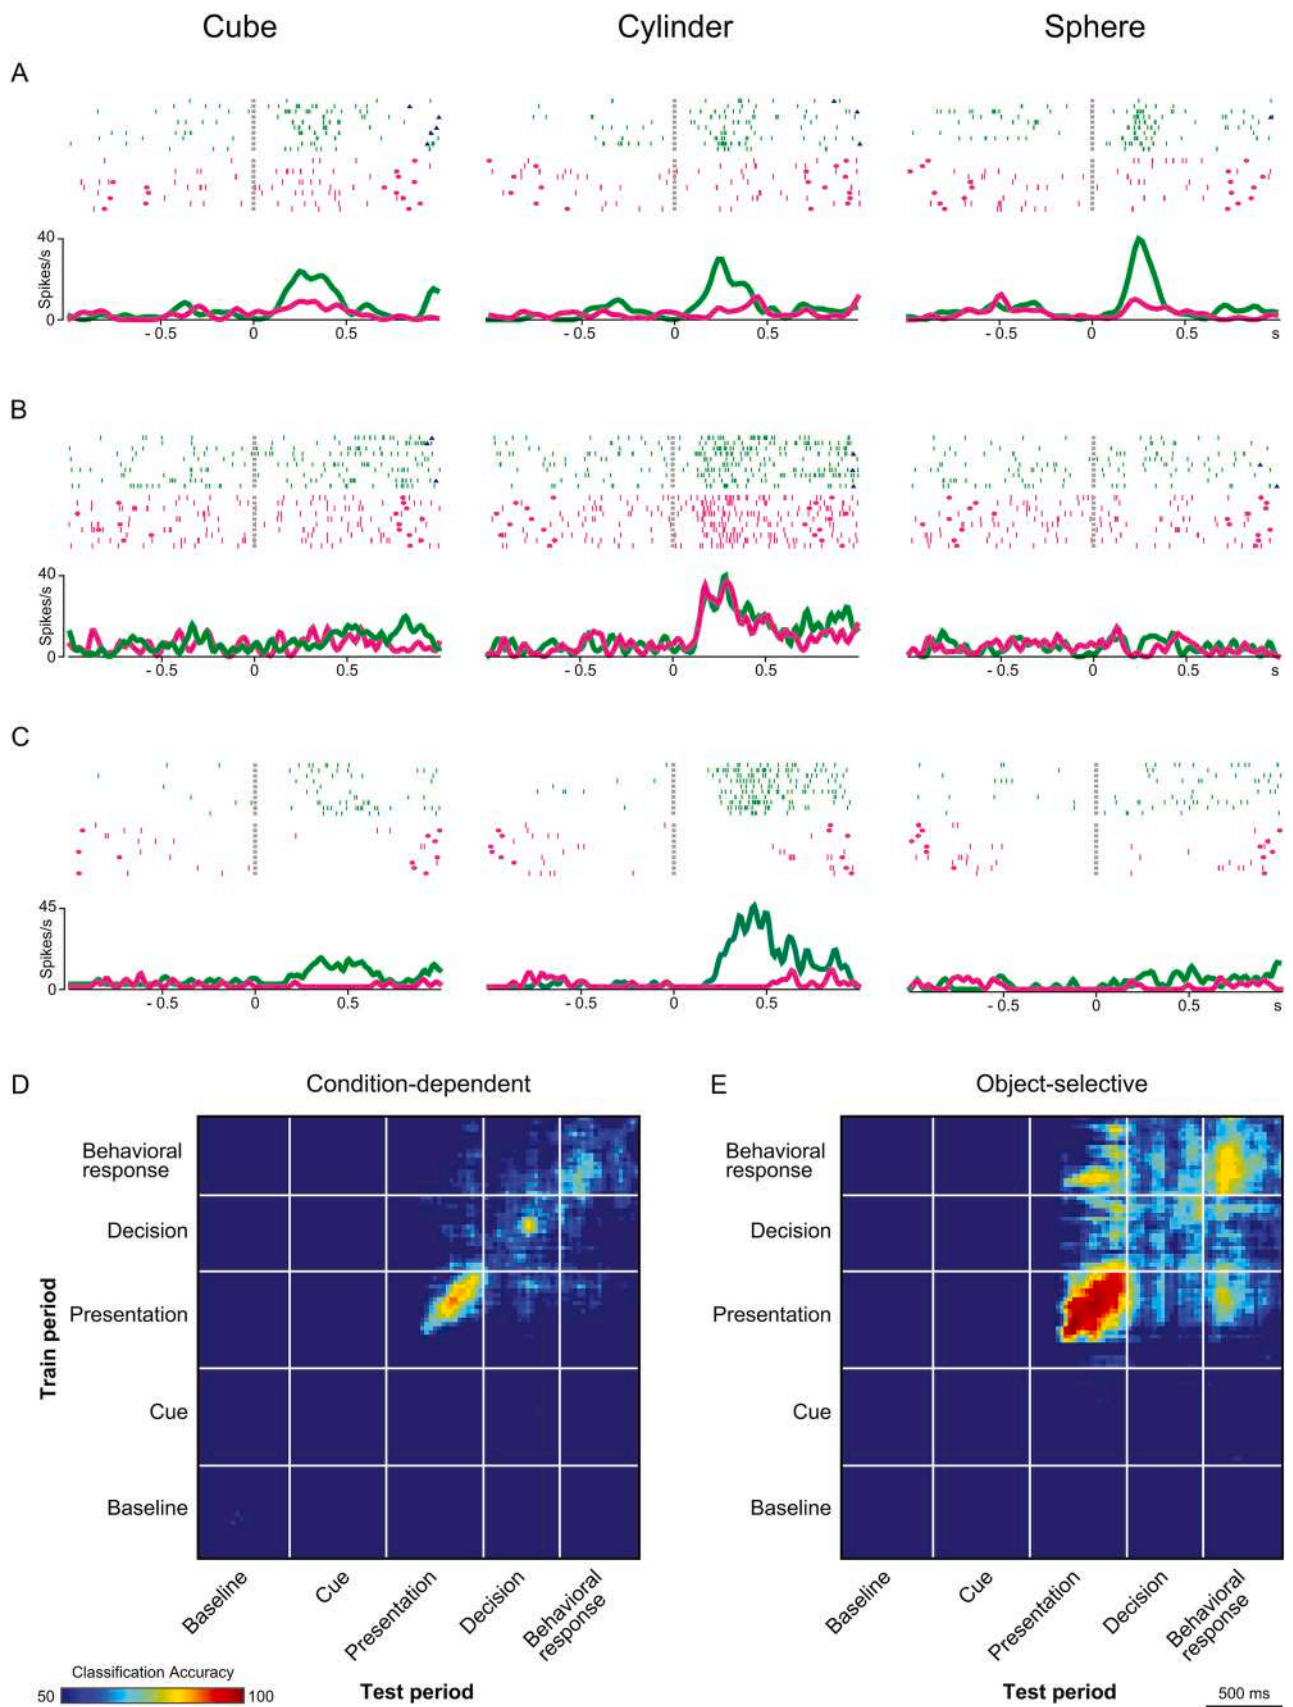 Cube Cylinder Sphere
A
40
Spikes/s
0
- 0.5 0 0.5 - 0.5 0 0.5 - 0.5 0 0.5 s
B
40
Spikes/s
0
- 0.5 0 0.5 - 0.5 0 0.5 - 0.5 0 0.5 s
C
45
Spikes/s
0
- 0.5 0 0.5 - 0.5 0 0.5 - 0.5 0 0.5 s
D Condition-dependent
Train period
Behavioral
response
Decision
Presentation
Cue
Baseline
Baseline
Cue
Presentation
Decision
Behavioral
response
Test period
Classification Accuracy
50 100
E Object-selective
Behavioral
response
Decision
Presentation
Cue
Baseline
Baseline
Cue
Presentation
Decision
Behavioral
response
Test period
500 ms